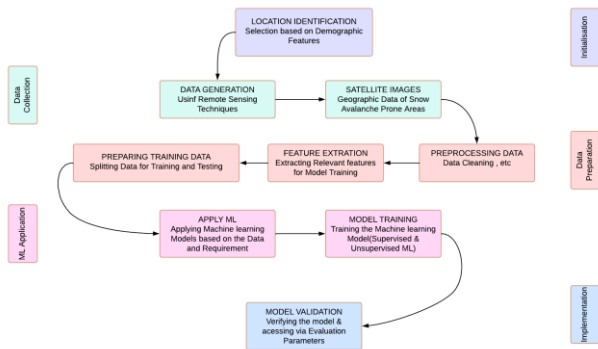 LOCATION IDENTIFICATION
Selection based on Demographic
Features
Initialisation
Data
Collection
DATA GENERATION
Usinf Remote Sensing
Techniques
SATELLITE IMAGES
Geographic Data of Snow
Avalanche Prone Areas
PREPARING TRAINING DATA
Splitting Data for Training and Testing
FEATURE EXTRATION
Extracting Relevant features
for Model Training
PREPROCESSING DATA
Data Cleaning , etc
Data
Preparation
ML Application
APPLY ML
Applying Machine learning
Models based on the Data
and Requirement
MODEL TRAINING
Training the Machine learning
Model(Supervised &
Unsupervised ML)
MODEL VALIDATION
Verifying the model &
acessing via Evaluation
Parameters
Implementation